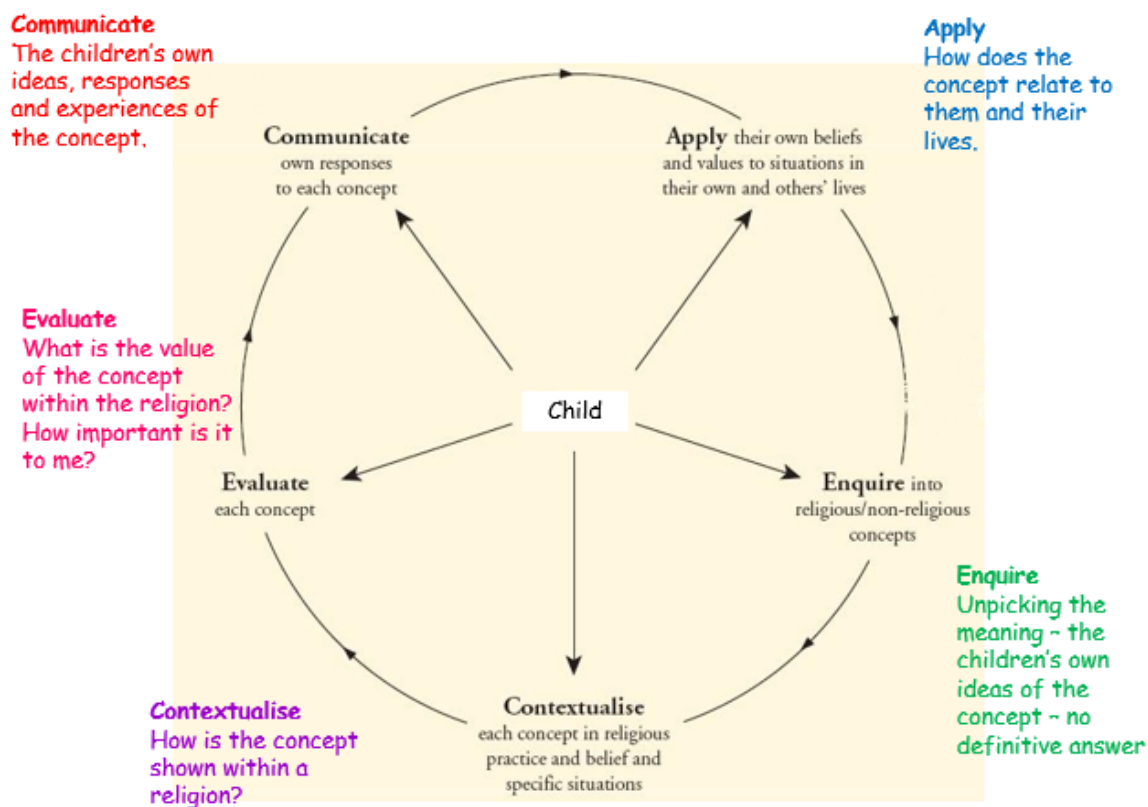 Communicate
The children's own
ideas, responses
and experiences of
the concept.
Apply
How does the
concept relate to
them and their
lives.
Communicate
own responses
to each concept
Apply their own beliefs
and values to situations in
their own and others' lives
Evaluate
What is the value
of the concept
within the religion?
How important is it
to me?
Child
Evaluate
each concept
Enquire into
religious/non-religious
concepts
Enquire
Unpicking the
meaning - the
children's own
ideas of the
concept - no
definitive answer
Contextualise
How is the concept
shown within a
religion?
Contextualise
each concept in religious
practice and belief and
specific situations